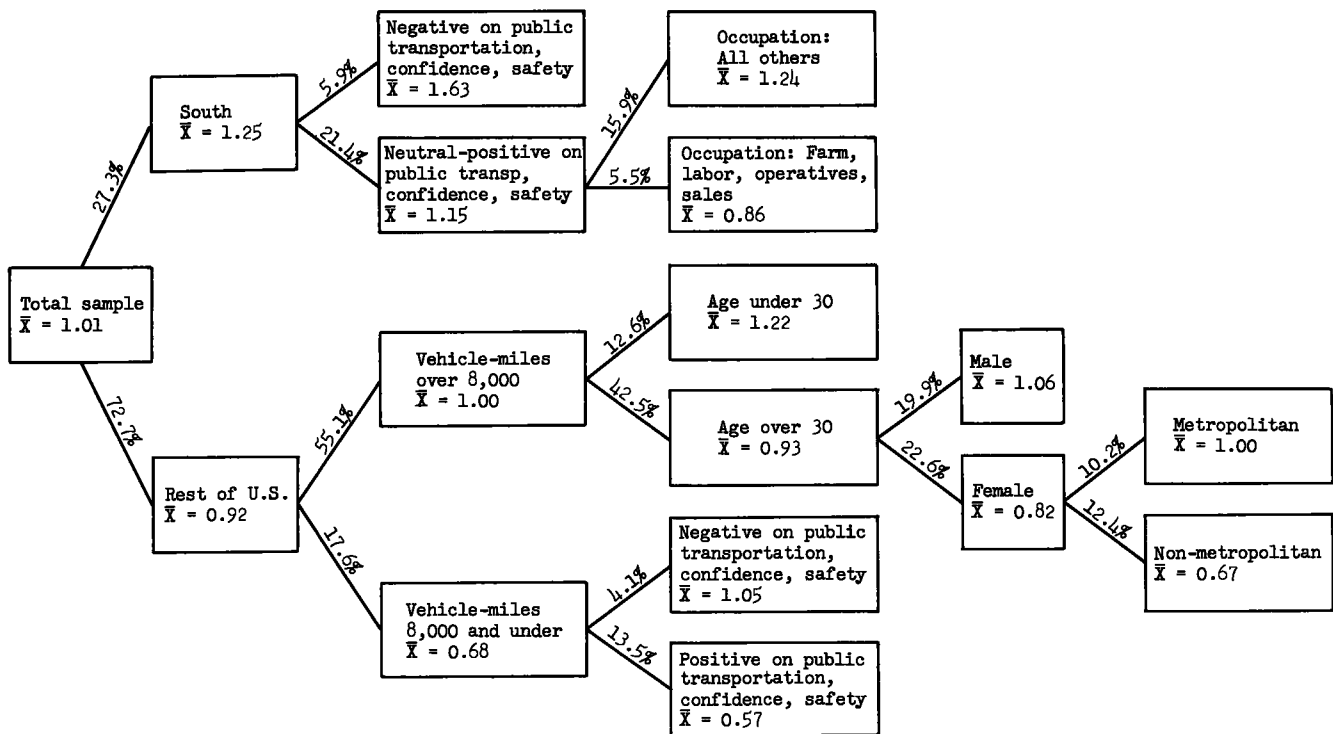 Total sample
X̄ = 1.01
27.3%
72.7%
South
X̄ = 1.25
5.9%
21.4%
Negative on public
transportation,
confidence, safety
X̄ = 1.63
Neutral-positive on
public transp,
confidence, safety
X̄ = 1.15
15.9%
5.5%
Occupation:
All others
X̄ = 1.24
Occupation: Farm,
labor, operatives,
sales
X̄ = 0.86
Rest of U.S.
X̄ = 0.92
55.1%
17.6%
Vehicle-miles
over 8,000
X̄ = 1.00
12.6%
42.5%
Age under 30
X̄ = 1.22
Age over 30
X̄ = 0.93
19.9%
22.6%
Male
X̄ = 1.06
Female
X̄ = 0.82
10.2%
12.4%
Metropolitan
X̄ = 1.00
Non-metropolitan
X̄ = 0.67
Vehicle-miles
8,000 and under
X̄ = 0.68
4.1%
13.5%
Negative on public
transportation,
confidence, safety
X̄ = 1.05
Positive on public
transportation,
confidence, safety
X̄ = 0.57